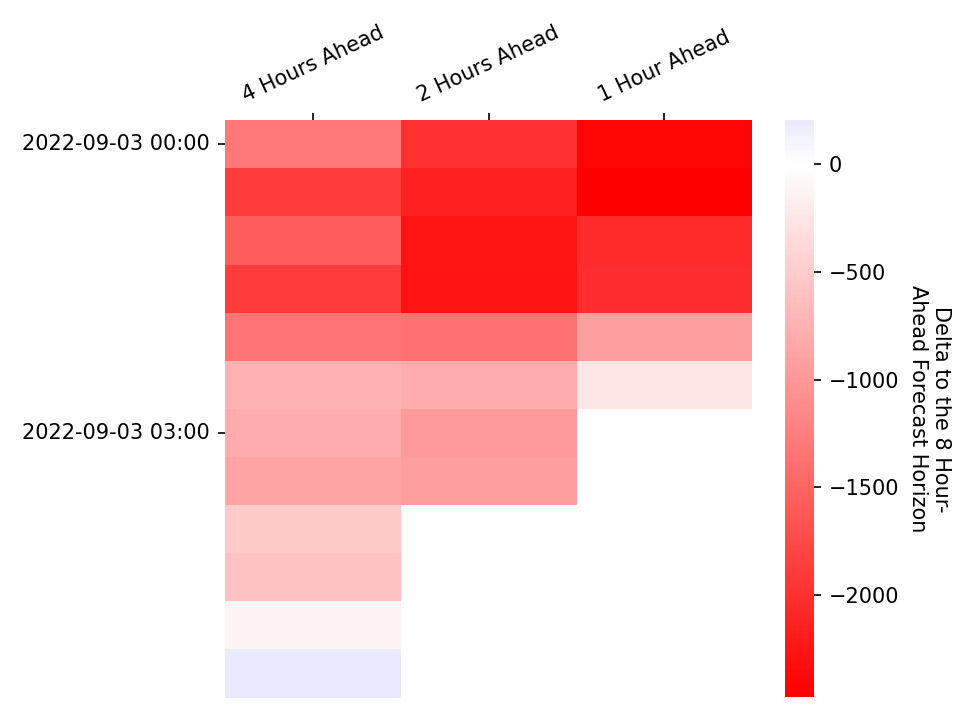 4 Hours Ahead
2 Hours Ahead
1 Hour Ahead
2022-09-03 00:00
2022-09-03 03:00
0
−500
−1000
−1500
−2000
Delta to the 8 Hour-
Ahead Forecast Horizon